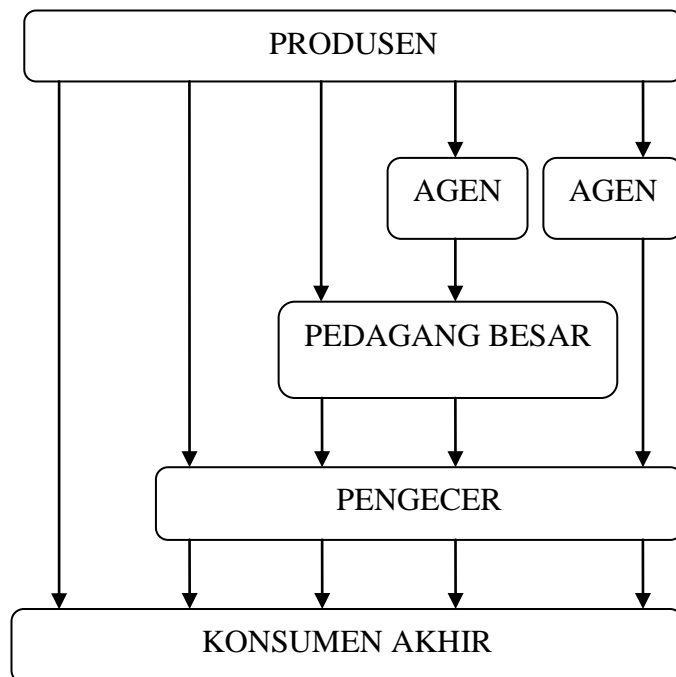 PRODUSEN
AGEN
AGEN
PEDAGANG BESAR
PENGECER
KONSUMEN AKHIR